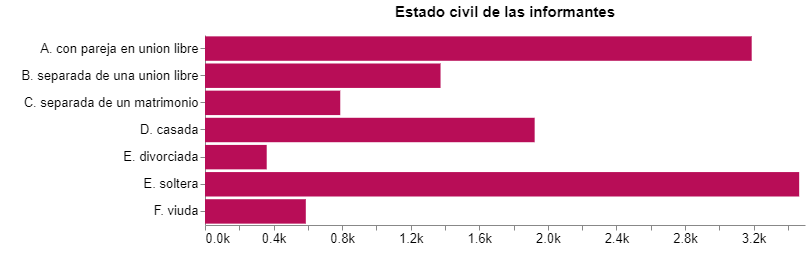 Estado civil de las informantes
A. con pareja en union libre
B. separada de una union libre
C. separada de un matrimonio
D. casada
E. divorciada
E. soltera
F. viuda
0.0k 0.4k 0.8k 1.2k 1.6k 2.0k 2.4k 2.8k 3.2k